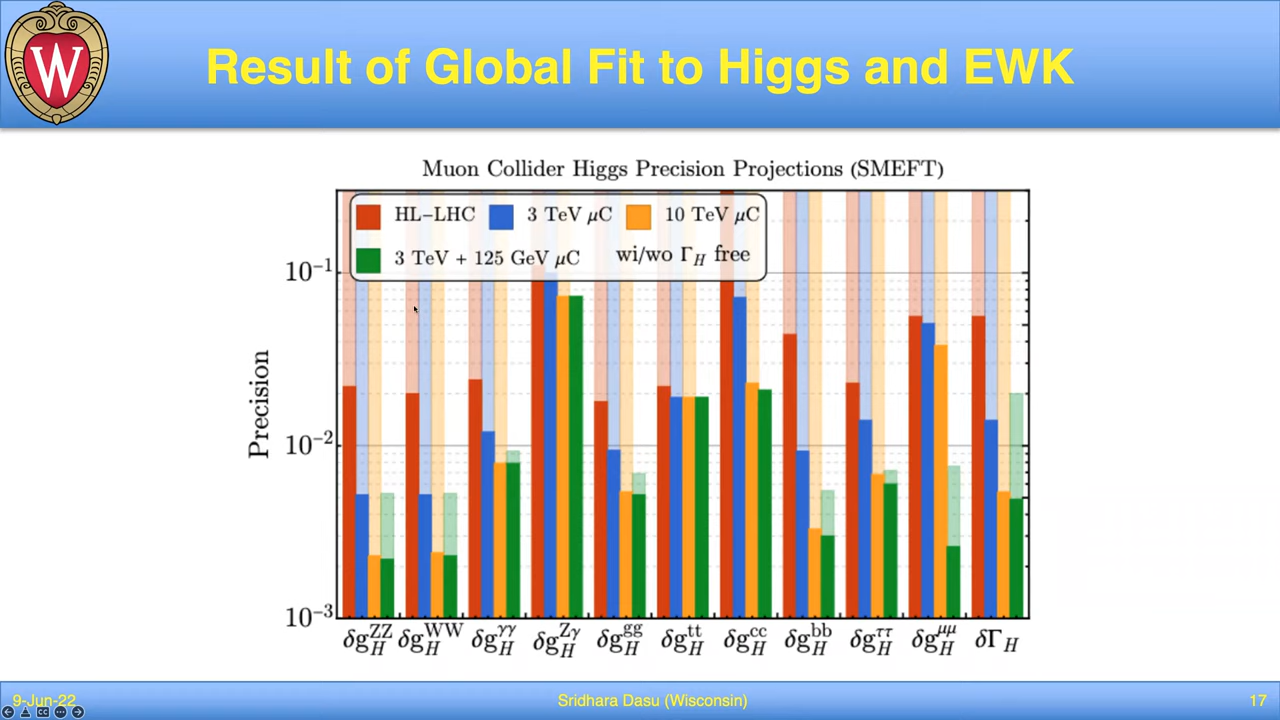 W
Result of Global Fit to Higgs and EWK
Muon Collider Higgs Precision Projections (SMEFT)
HL−LHC 3 TeV μC 10 TeV μC
3 TeV + 125 GeV μC wi/wo Γ_H free
Precision
10⁻¹
10⁻²
10⁻³
δg_H^ZZ δg_H^WW δg_H^γγ δg_H^Zγ δg_H^gg δg_H^tt δg_H^cc δg_H^bb δg_H^ττ δg_H^μμ δΓ_H
9-Jun-22 Sridhara Dasu (Wisconsin) 17